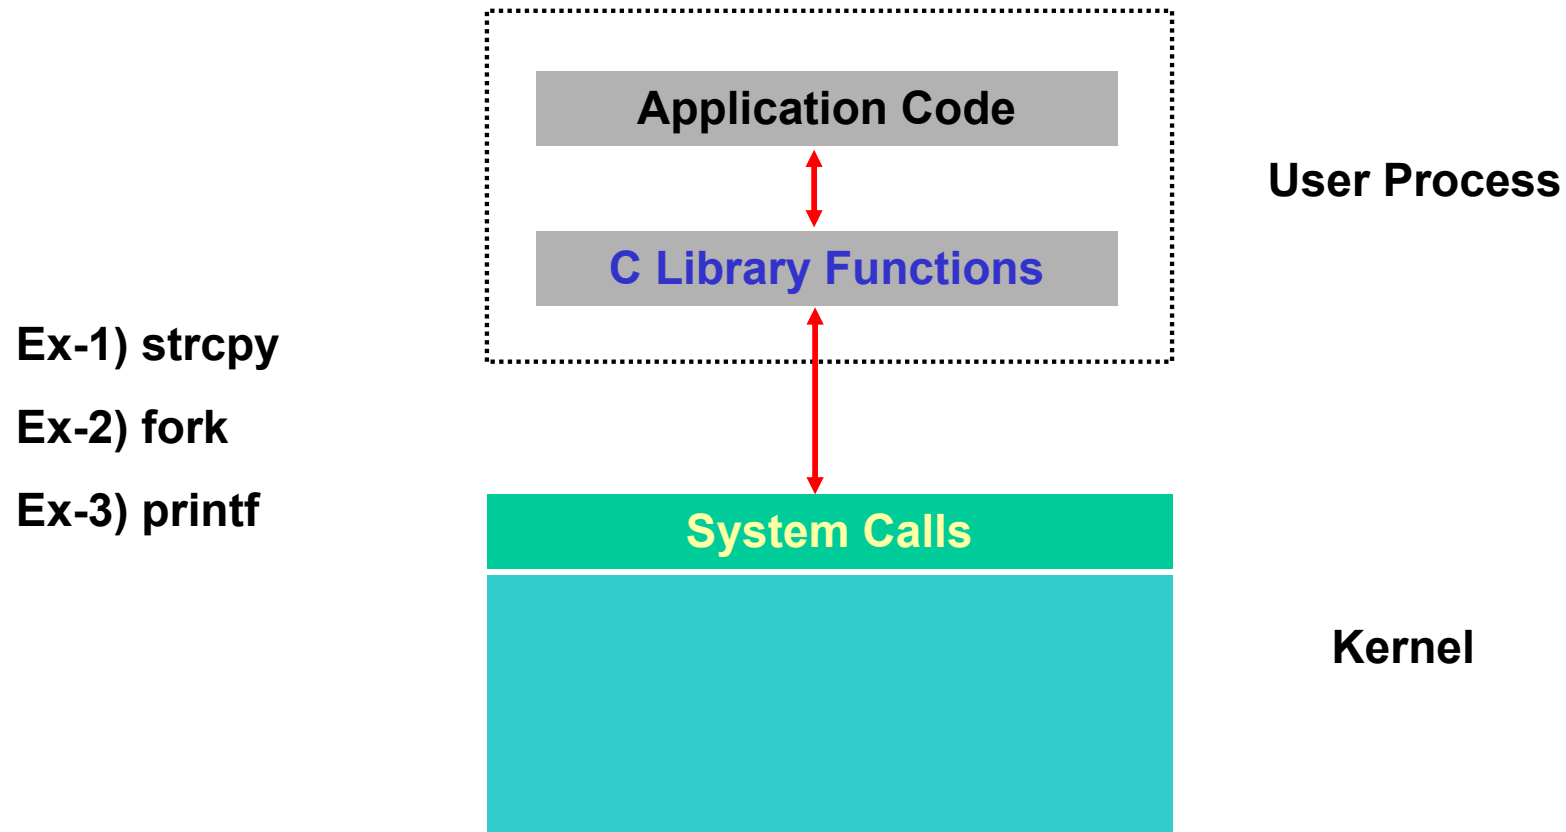 Application Code
User Process
C Library Functions
Ex-1) strcpy
Ex-2) fork
Ex-3) printf
System Calls
Kernel